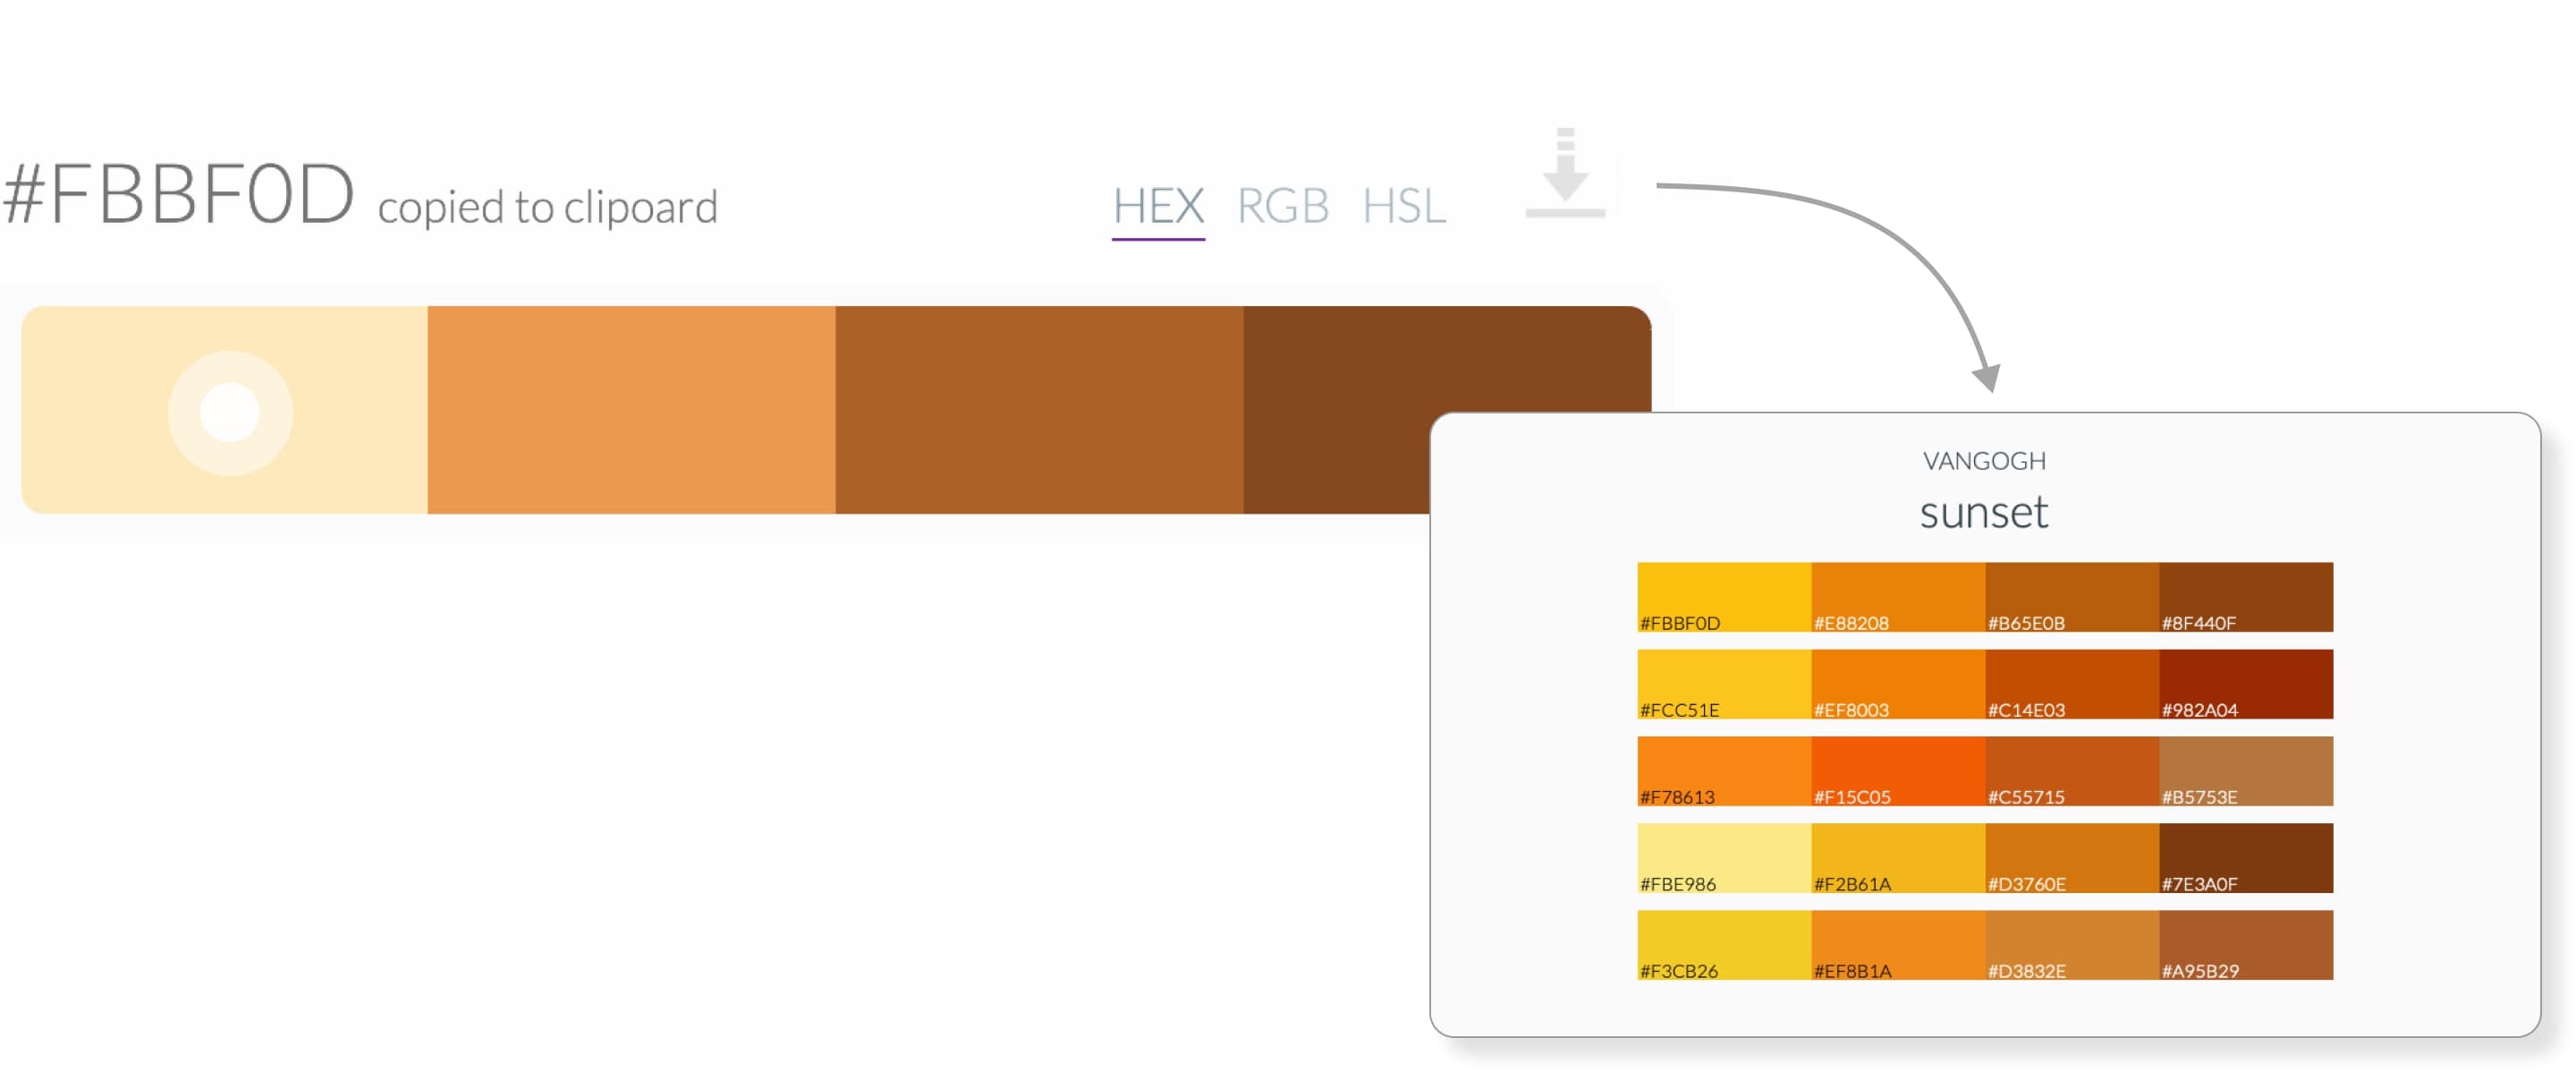 #FBBF0D copied to clipoard
HEX RGB HSL
VANGOGH
sunset
#FBBF0D #E88208 #B65E0B #8F440F
#FCC51E #EF8003 #C14E03 #982A04
#F78613 #F15C05 #C55715 #B5753E
#FBE986 #F2B61A #D3760E #7E3A0F
#F3CB26 #EF8B1A #D3832E #A95B29